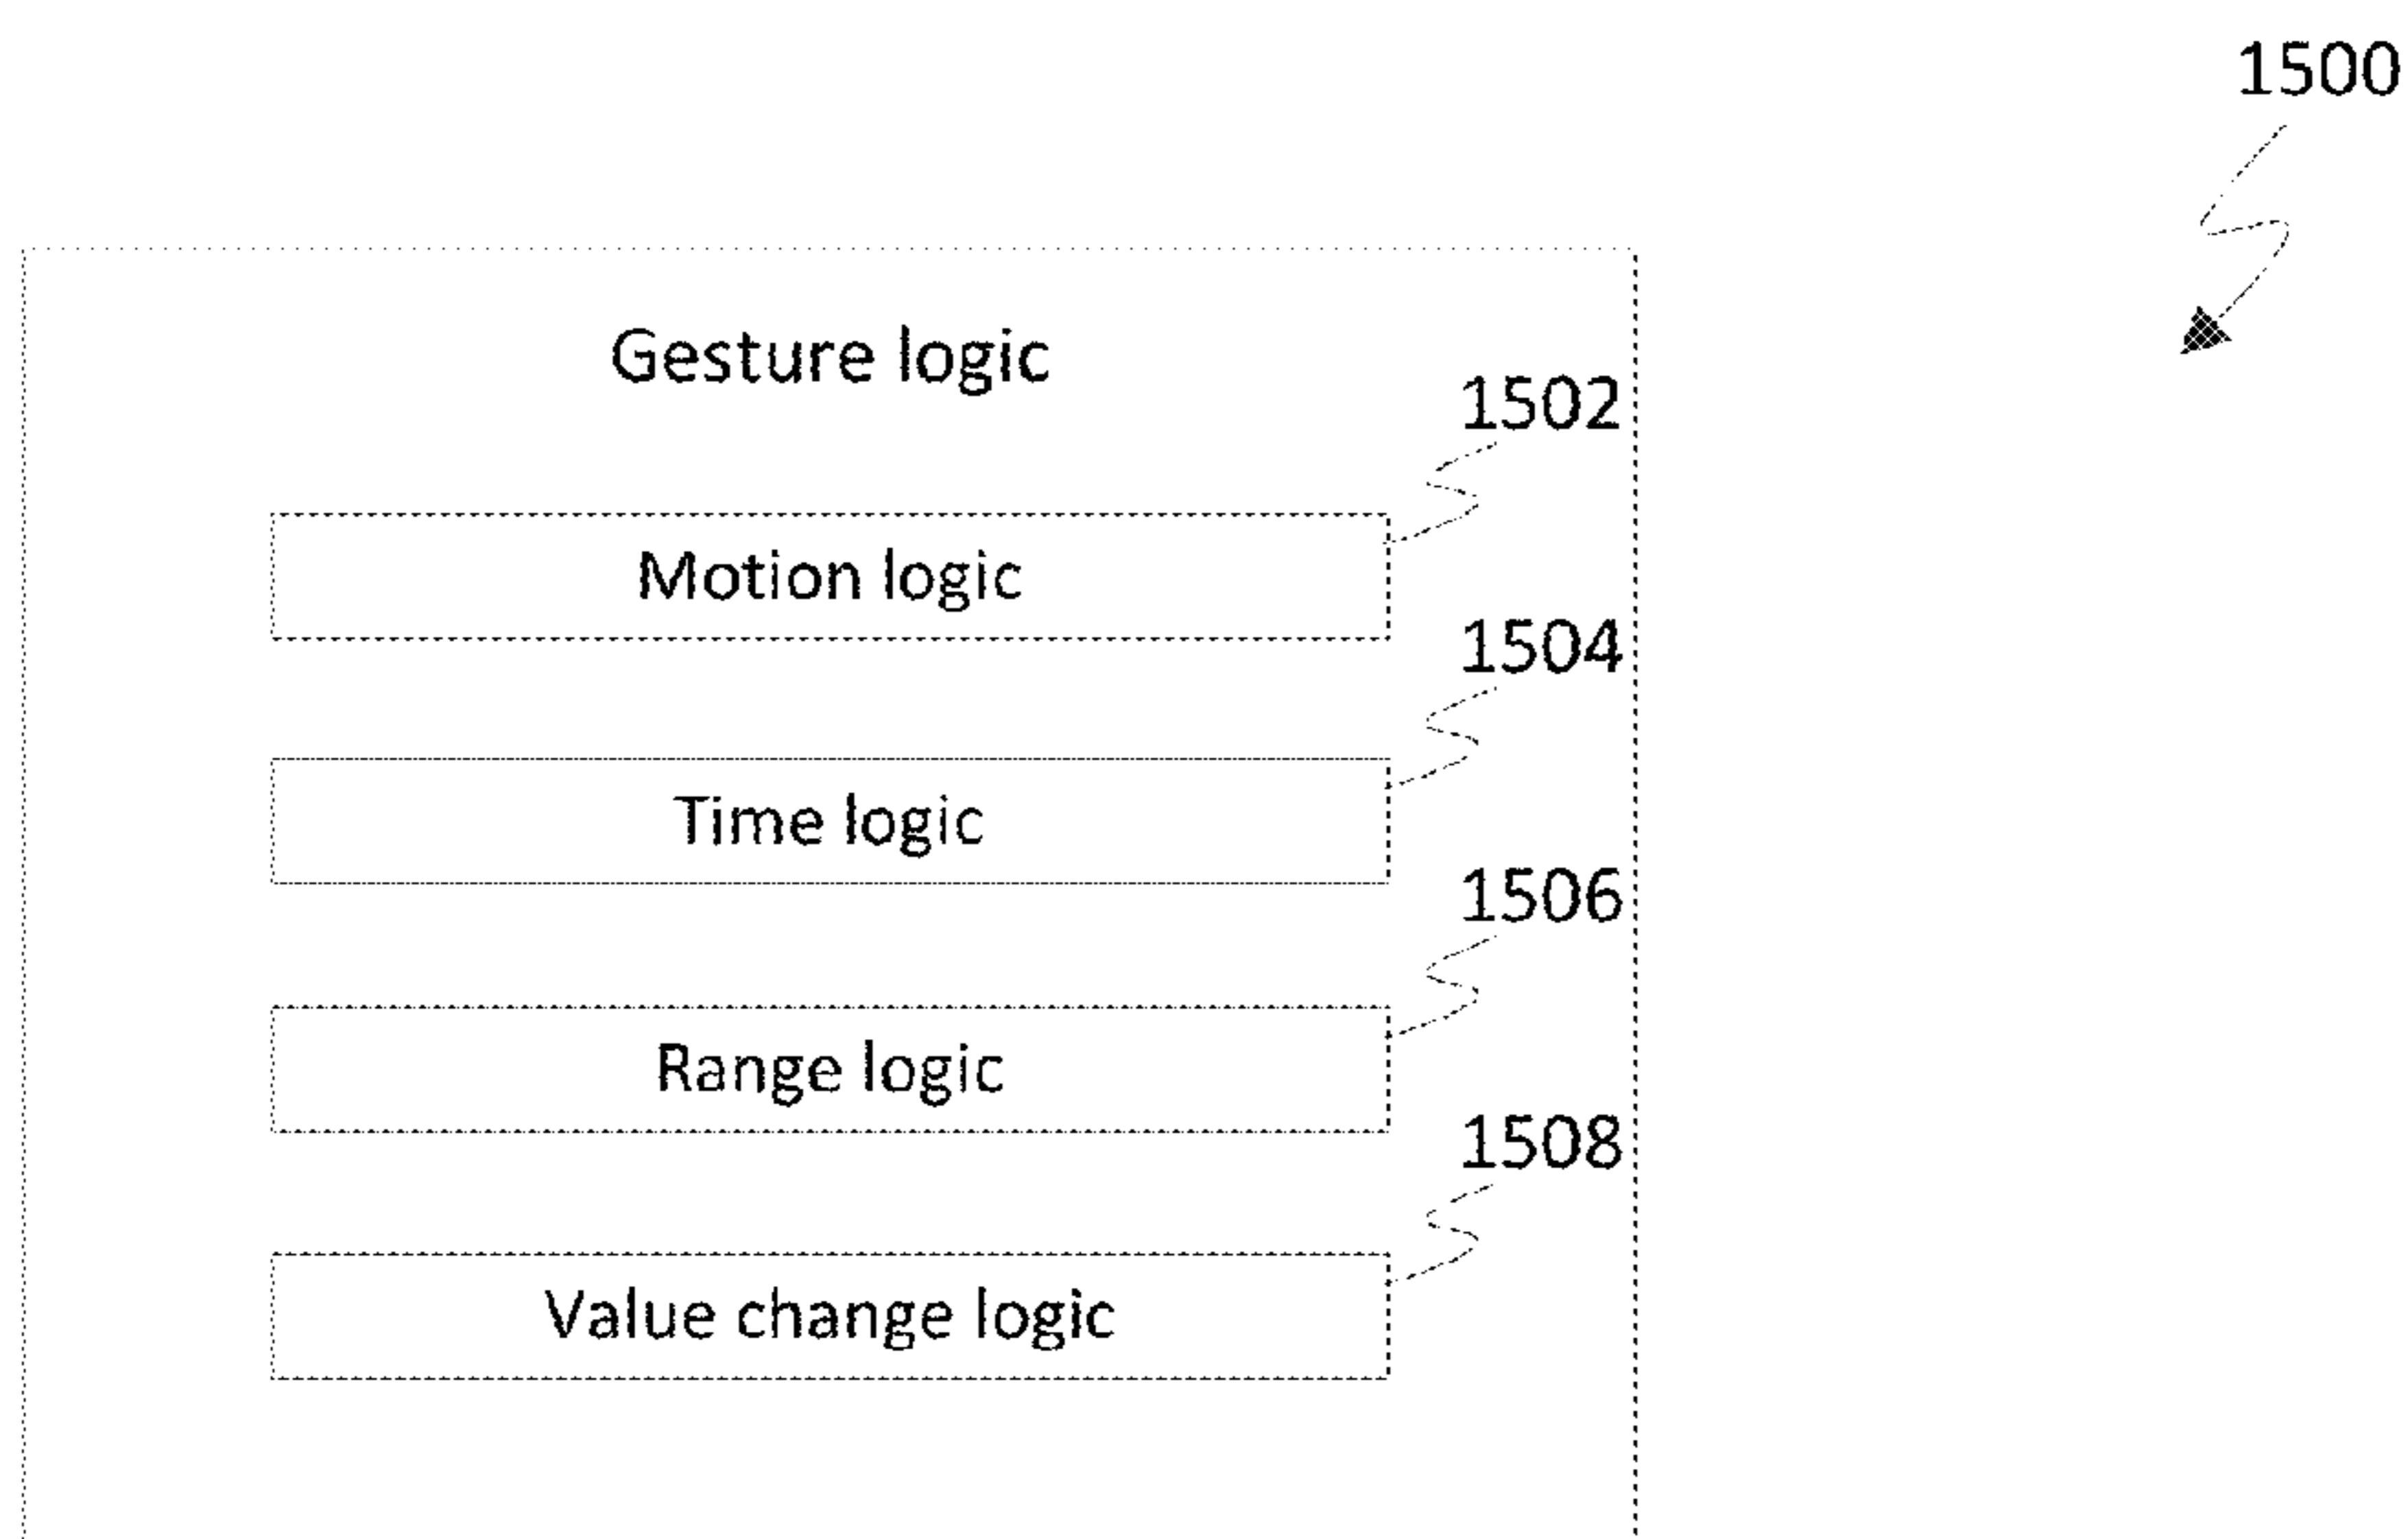 1500
Gesture logic
1502
Motion logic
1504
Time logic
1506
Range logic
1508
Value change logic